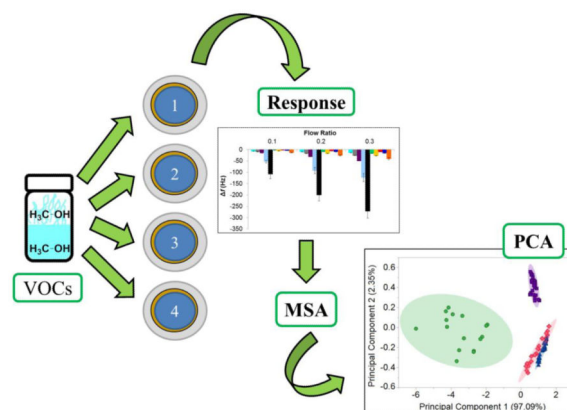 1
2
3
4
H₃C-OH
H₃C-OH
VOCs
Response
Flow Ratio
0.1 0.2 0.3
0
-50
-100
-150
-200
-250
-300
-350
Δf(Hz)
MSA
PCA
Principal Component 2 (2.35%)
0.6
0.4
0.2
0.0
-0.2
-0.4
-0.6
-6 -4 -2 0 2
Principal Component 1 (97.09%)